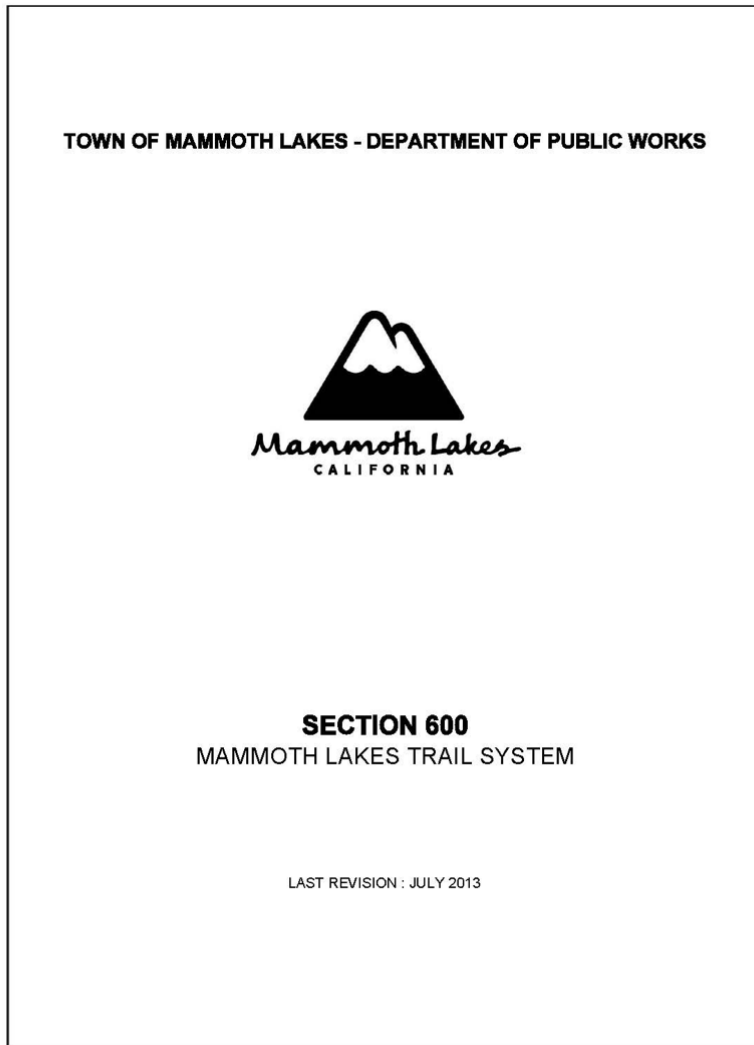 TOWN OF MAMMOTH LAKES - DEPARTMENT OF PUBLIC WORKS
Mammoth Lakes
CALIFORNIA
SECTION 600
MAMMOTH LAKES TRAIL SYSTEM
LAST REVISION : JULY 2013